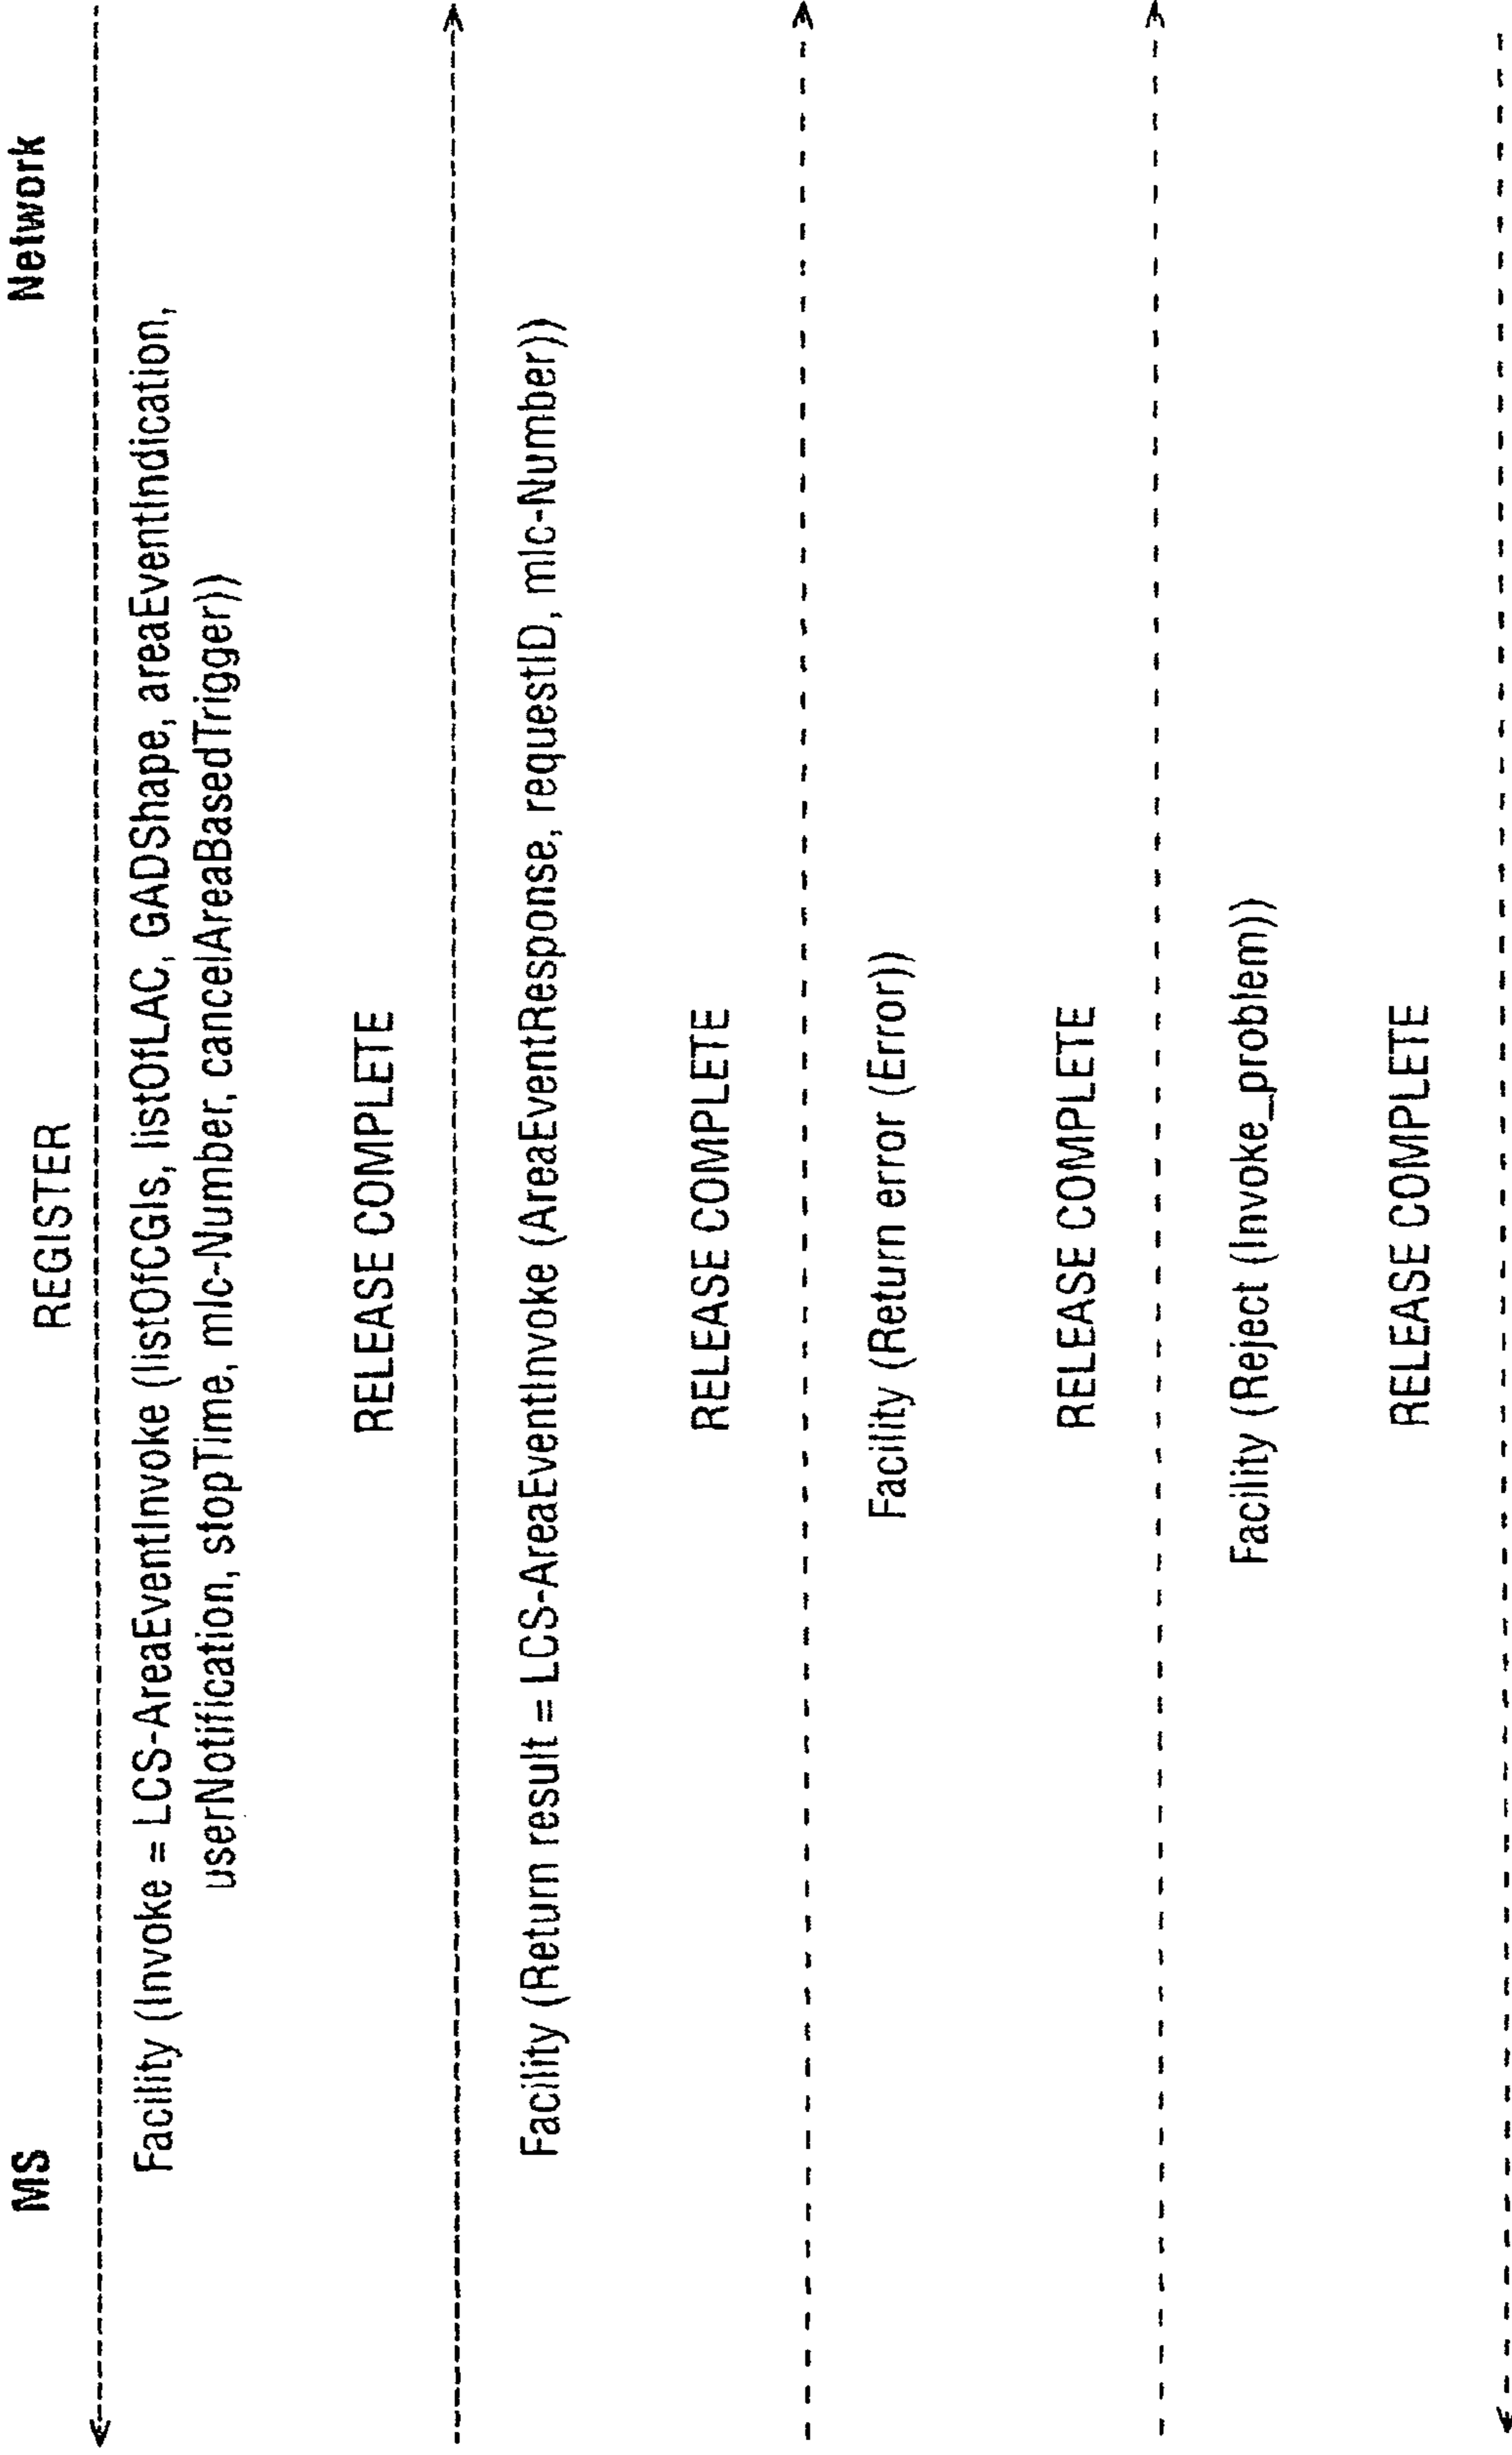 MS
Network
REGISTER
Facility (Invoke = LCS-AreaEventInvoke (listOfCGIs, listOfLAC, GADShape, areaEventIndication,
userNotification, stopTime, mlc-Number, cancelAreaBasedTrigger))
RELEASE COMPLETE
Facility (Return result = LCS-AreaEventInvoke (AreaEventResponse, requestID, mlc-Number))
RELEASE COMPLETE
Facility (Return error (Error))
RELEASE COMPLETE
Facility (Reject (Invoke_problem))
RELEASE COMPLETE